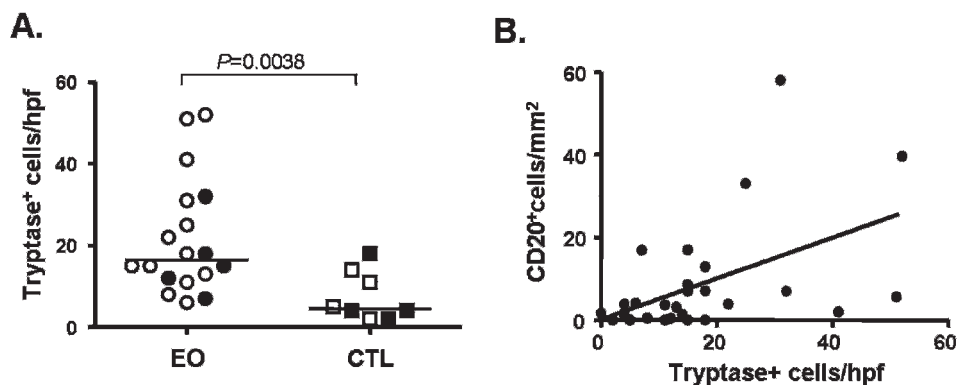 A.
P=0.0038
Tryptase+ cells/hpf
60
40
20
0
EO
CTL
B.
CD20+cells/mm2
60
40
20
0
0
20
40
60
Tryptase+ cells/hpf